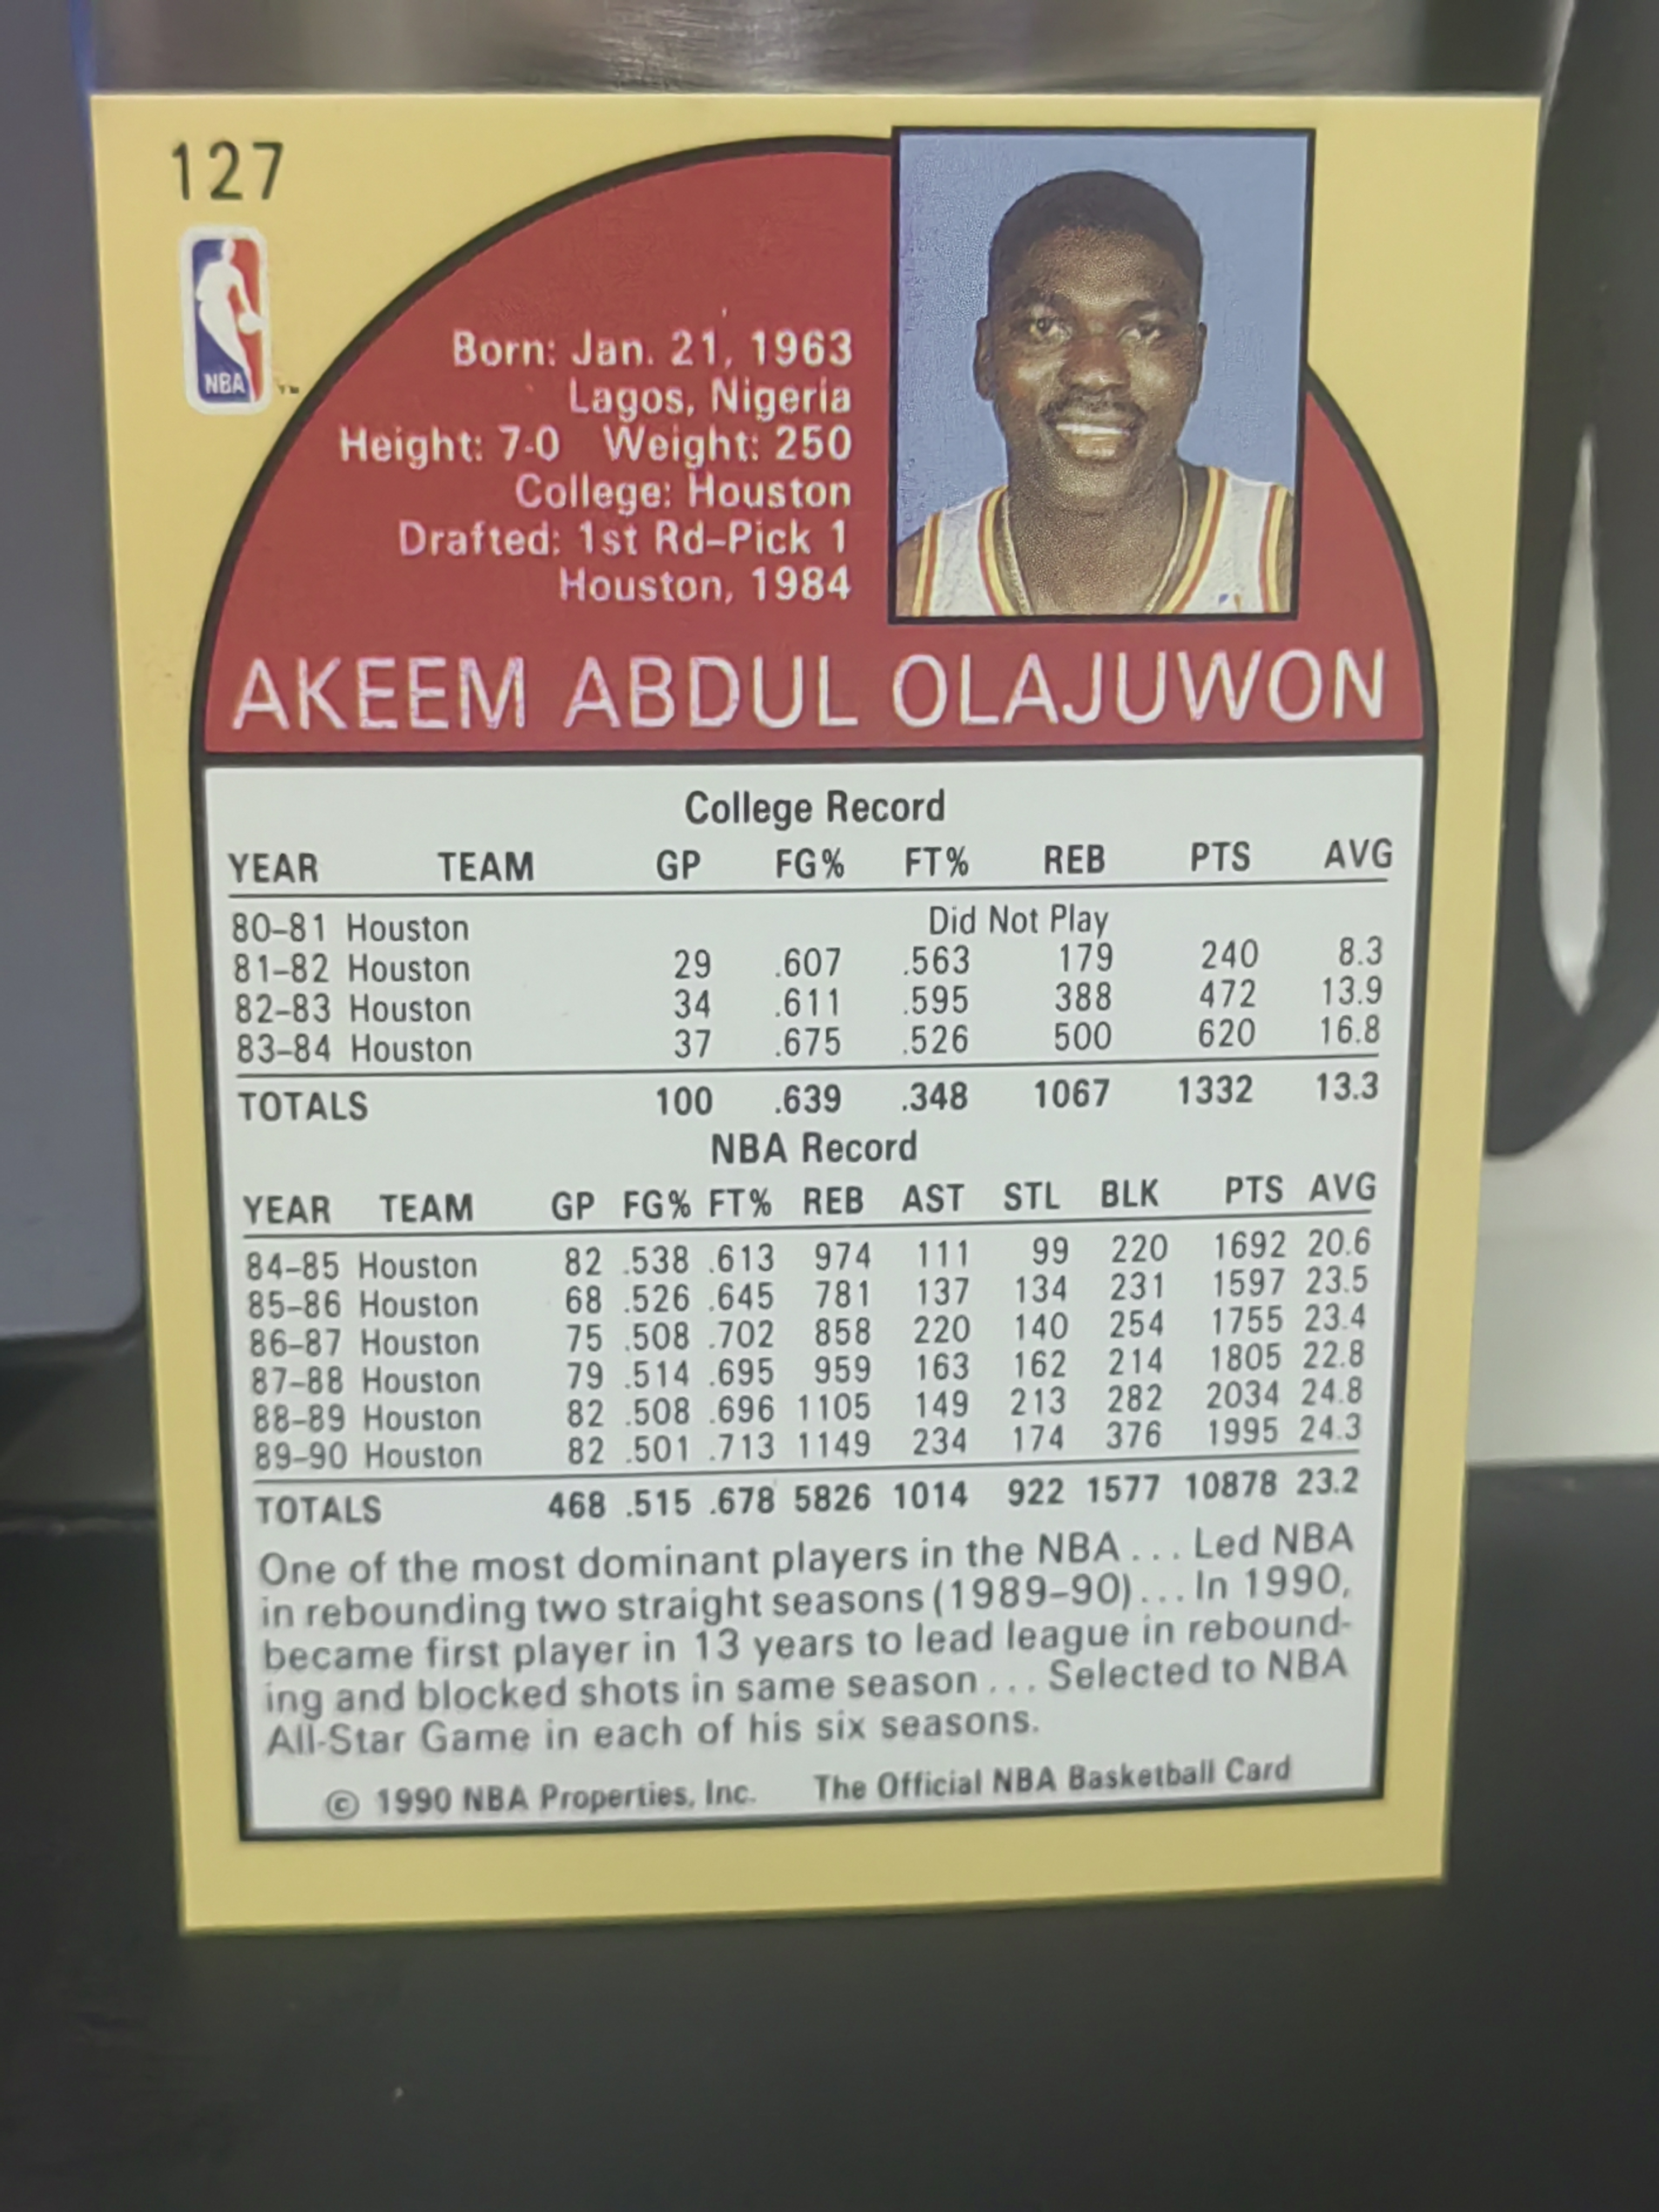 127
NBA
™
Born: Jan. 21, 1963
Lagos, Nigeria
Height: 7-0 Weight: 250
College: Houston
Drafted: 1st Rd–Pick 1
Houston, 1984
AKEEM ABDUL OLAJUWON
College Record
YEAR TEAM GP FG% FT% REB PTS AVG
80–81 Houston Did Not Play
81–82 Houston 29 .607 .563 179 240 8.3
82–83 Houston 34 .611 .595 388 472 13.9
83–84 Houston 37 .675 .526 500 620 16.8
TOTALS 100 .639 .348 1067 1332 13.3
NBA Record
YEAR TEAM GP FG% FT% REB AST STL BLK PTS AVG
84–85 Houston 82 .538 .613 974 111 99 220 1692 20.6
85–86 Houston 68 .526 .645 781 137 134 231 1597 23.5
86–87 Houston 75 .508 .702 858 220 140 254 1755 23.4
87–88 Houston 79 .514 .695 959 163 162 214 1805 22.8
88–89 Houston 82 .508 .696 1105 149 213 282 2034 24.8
89–90 Houston 82 .501 .713 1149 234 174 376 1995 24.3
TOTALS 468 .515 .678 5826 1014 922 1577 10878 23.2
One of the most dominant players in the NBA . . . Led NBA
in rebounding two straight seasons (1989–90) . . . In 1990,
became first player in 13 years to lead league in rebound-
ing and blocked shots in same season . . . Selected to NBA
All-Star Game in each of his six seasons.
© 1990 NBA Properties, Inc. The Official NBA Basketball Card